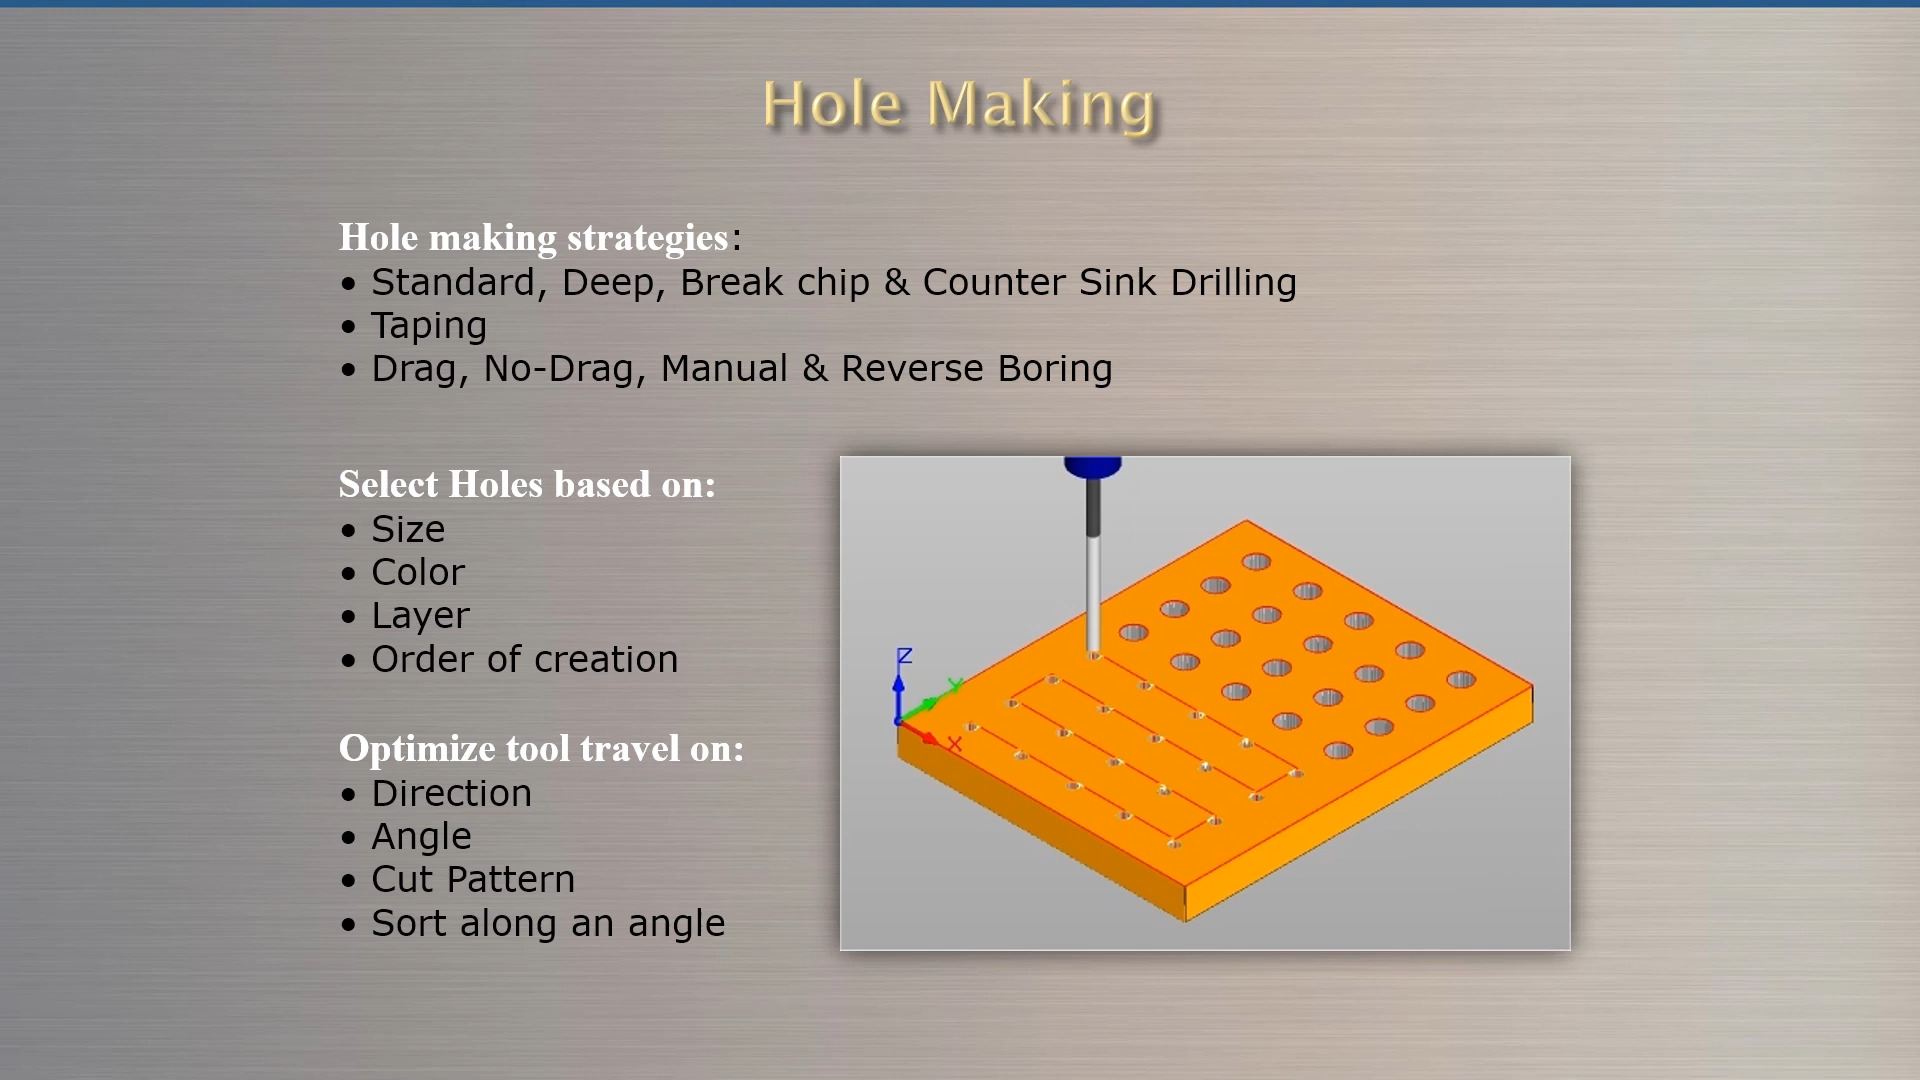 Hole Making
Hole making strategies:
• Standard, Deep, Break chip & Counter Sink Drilling
• Taping
• Drag, No-Drag, Manual & Reverse Boring
Select Holes based on:
• Size
• Color
• Layer
• Order of creation
Optimize tool travel on:
• Direction
• Angle
• Cut Pattern
• Sort along an angle
Z
Y
X